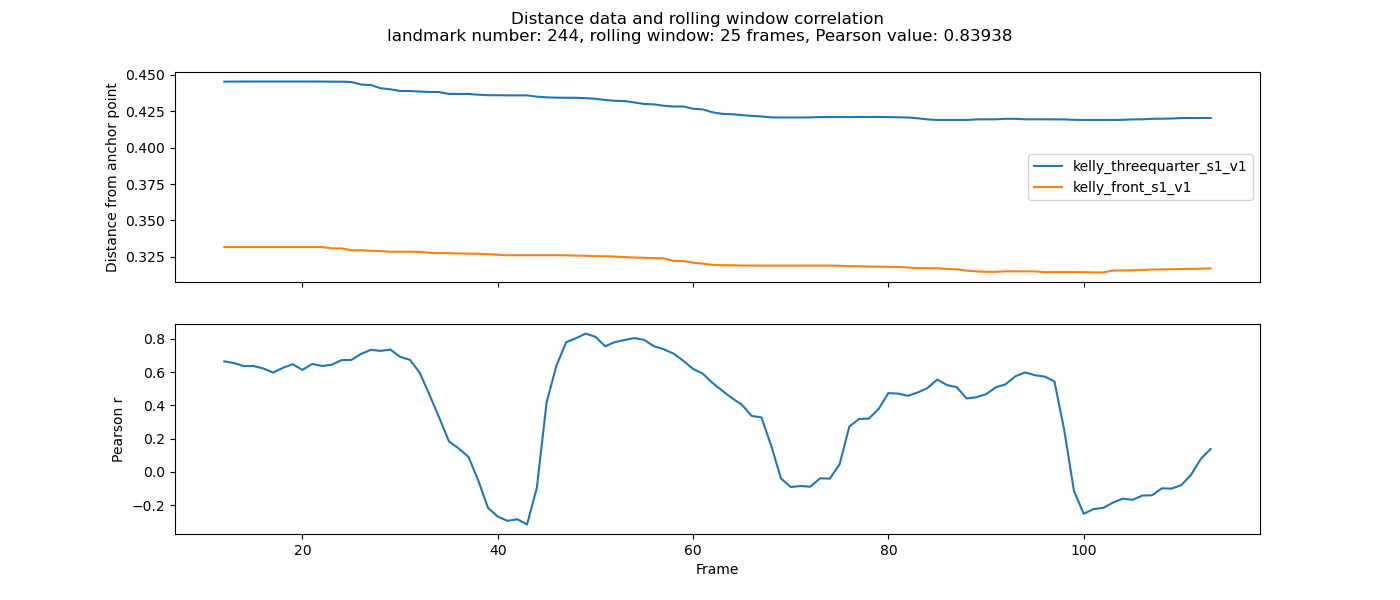 Distance data and rolling window correlation
landmark number: 244, rolling window: 25 frames, Pearson value: 0.83938
0.450
0.425
0.400
0.375
0.350
0.325
Distance from anchor point
kelly_threequarter_s1_v1
kelly_front_s1_v1
0.8
0.6
0.4
0.2
0.0
−0.2
Pearson r
20 40 60 80 100
Frame